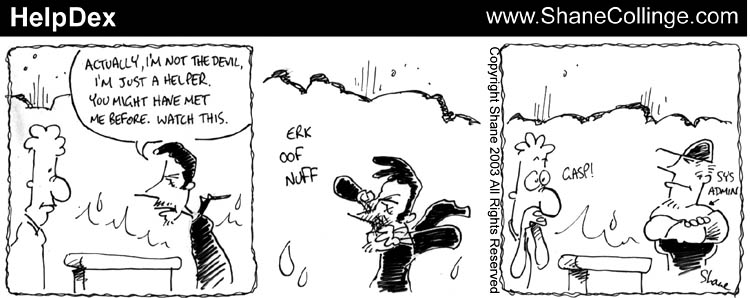 HelpDex
www.ShaneCollinge.com
ACTUALLY, I'M NOT THE DEVIL,
I'M JUST A HELPER.
YOU MIGHT HAVE MET
ME BEFORE. WATCH THIS.
ERK
OOF
NUFF
Copyright Shane 2003 All Rights Reserved
GASP!
SYS
ADMIN
Shane